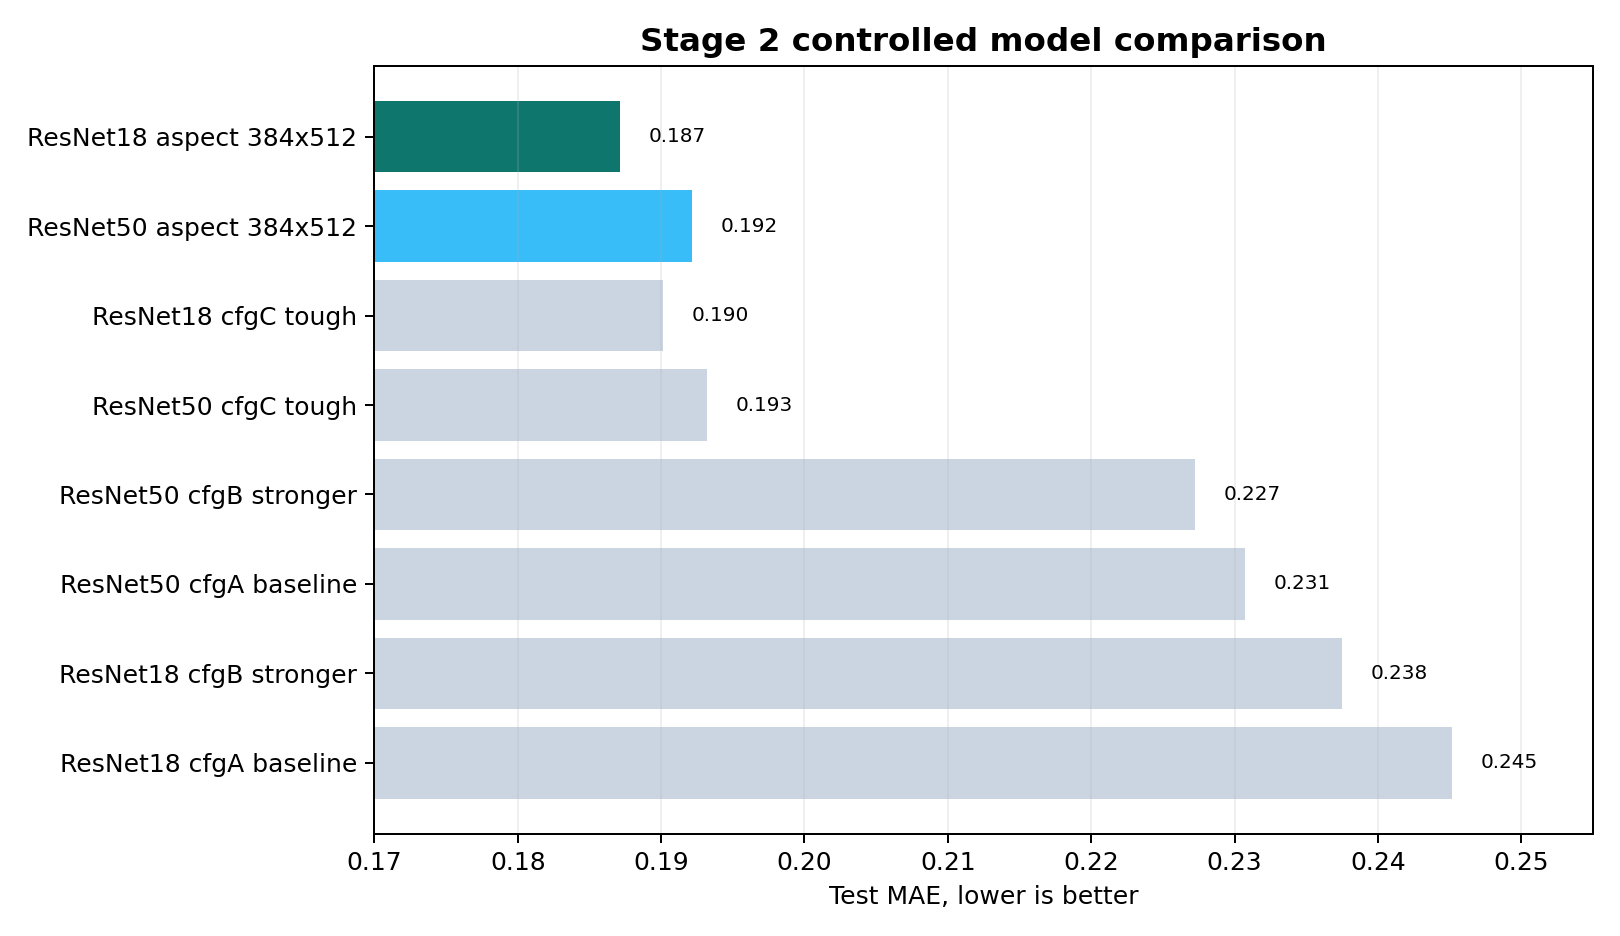 Stage 2 controlled model comparison
ResNet18 aspect 384x512
0.187
ResNet50 aspect 384x512
0.192
ResNet18 cfgC tough
0.190
ResNet50 cfgC tough
0.193
ResNet50 cfgB stronger
0.227
ResNet50 cfgA baseline
0.231
ResNet18 cfgB stronger
0.238
ResNet18 cfgA baseline
0.245
0.17 0.18 0.19 0.20 0.21 0.22 0.23 0.24 0.25
Test MAE, lower is better